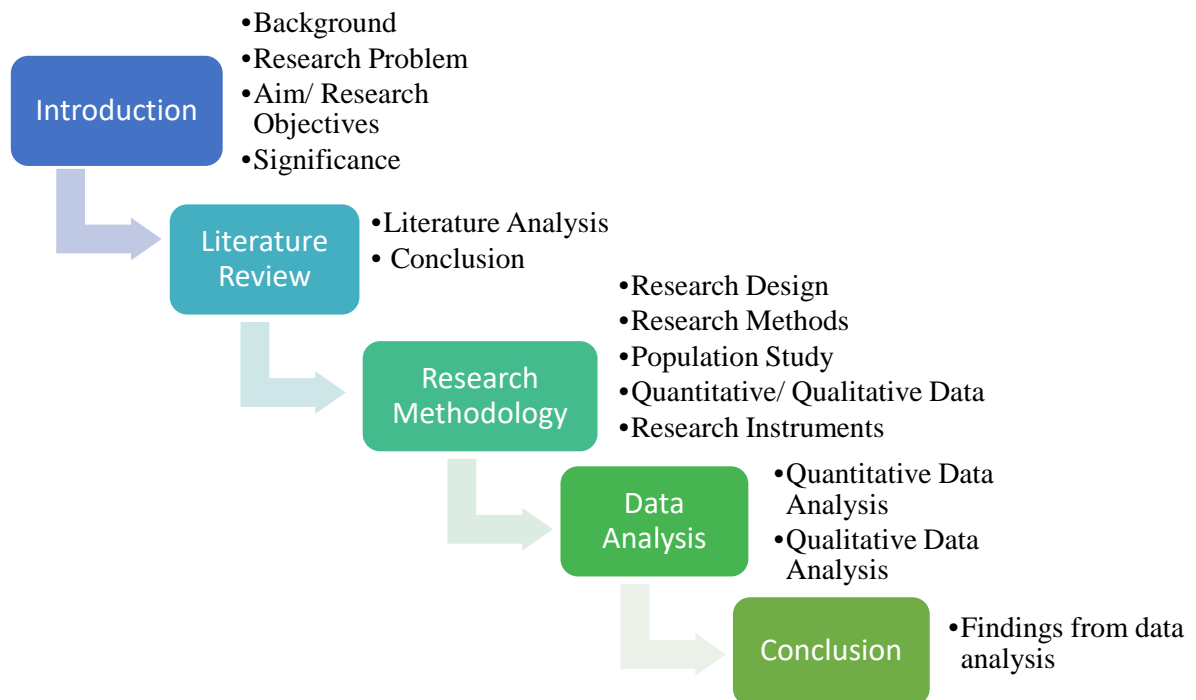 Introduction
•Background
•Research Problem
•Aim/ Research
Objectives
•Significance
Literature
Review
•Literature Analysis
• Conclusion
Research
Methodology
•Research Design
•Research Methods
•Population Study
•Quantitative/ Qualitative Data
•Research Instruments
Data
Analysis
•Quantitative Data
Analysis
•Qualitative Data
Analysis
Conclusion
•Findings from data
analysis